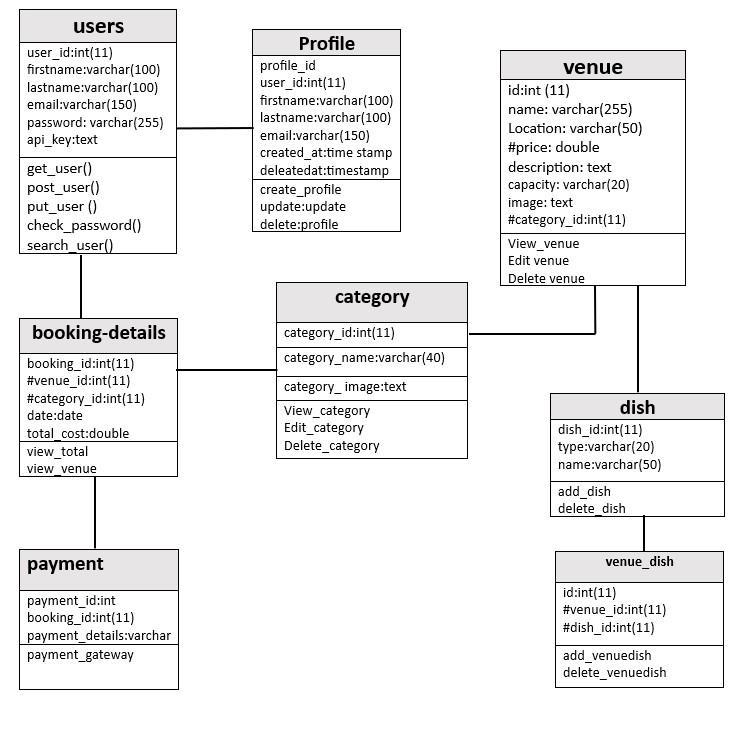 users
user_id:int(11)
firstname:varchar(100)
lastname:varchar(100)
email:varchar(150)
password: varchar(255)
api_key:text
get_user()
post_user()
put_user ()
check_password()
search_user()
Profile
profile_id
user_id:int(11)
firstname:varchar(100)
lastname:varchar(100)
email:varchar(150)
created_at:time stamp
deleatedat:timestamp
create_profile
update:update
delete:profile
venue
id:int (11)
name: varchar(255)
Location: varchar(50)
#price: double
description: text
capacity: varchar(20)
image: text
#category_id:int(11)
View_venue
Edit venue
Delete venue
booking-details
booking_id:int(11)
#venue_id:int(11)
#category_id:int(11)
date:date
total_cost:double
view_total
view_venue
category
category_id:int(11)
category_name:varchar(40)
category_ image:text
View_category
Edit_category
Delete_category
dish
dish_id:int(11)
type:varchar(20)
name:varchar(50)
add_dish
delete_dish
payment
payment_id:int
booking_id:int(11)
payment_details:varchar
payment_gateway
venue_dish
id:int(11)
#venue_id:int(11)
#dish_id:int(11)
add_venuedish
delete_venuedish